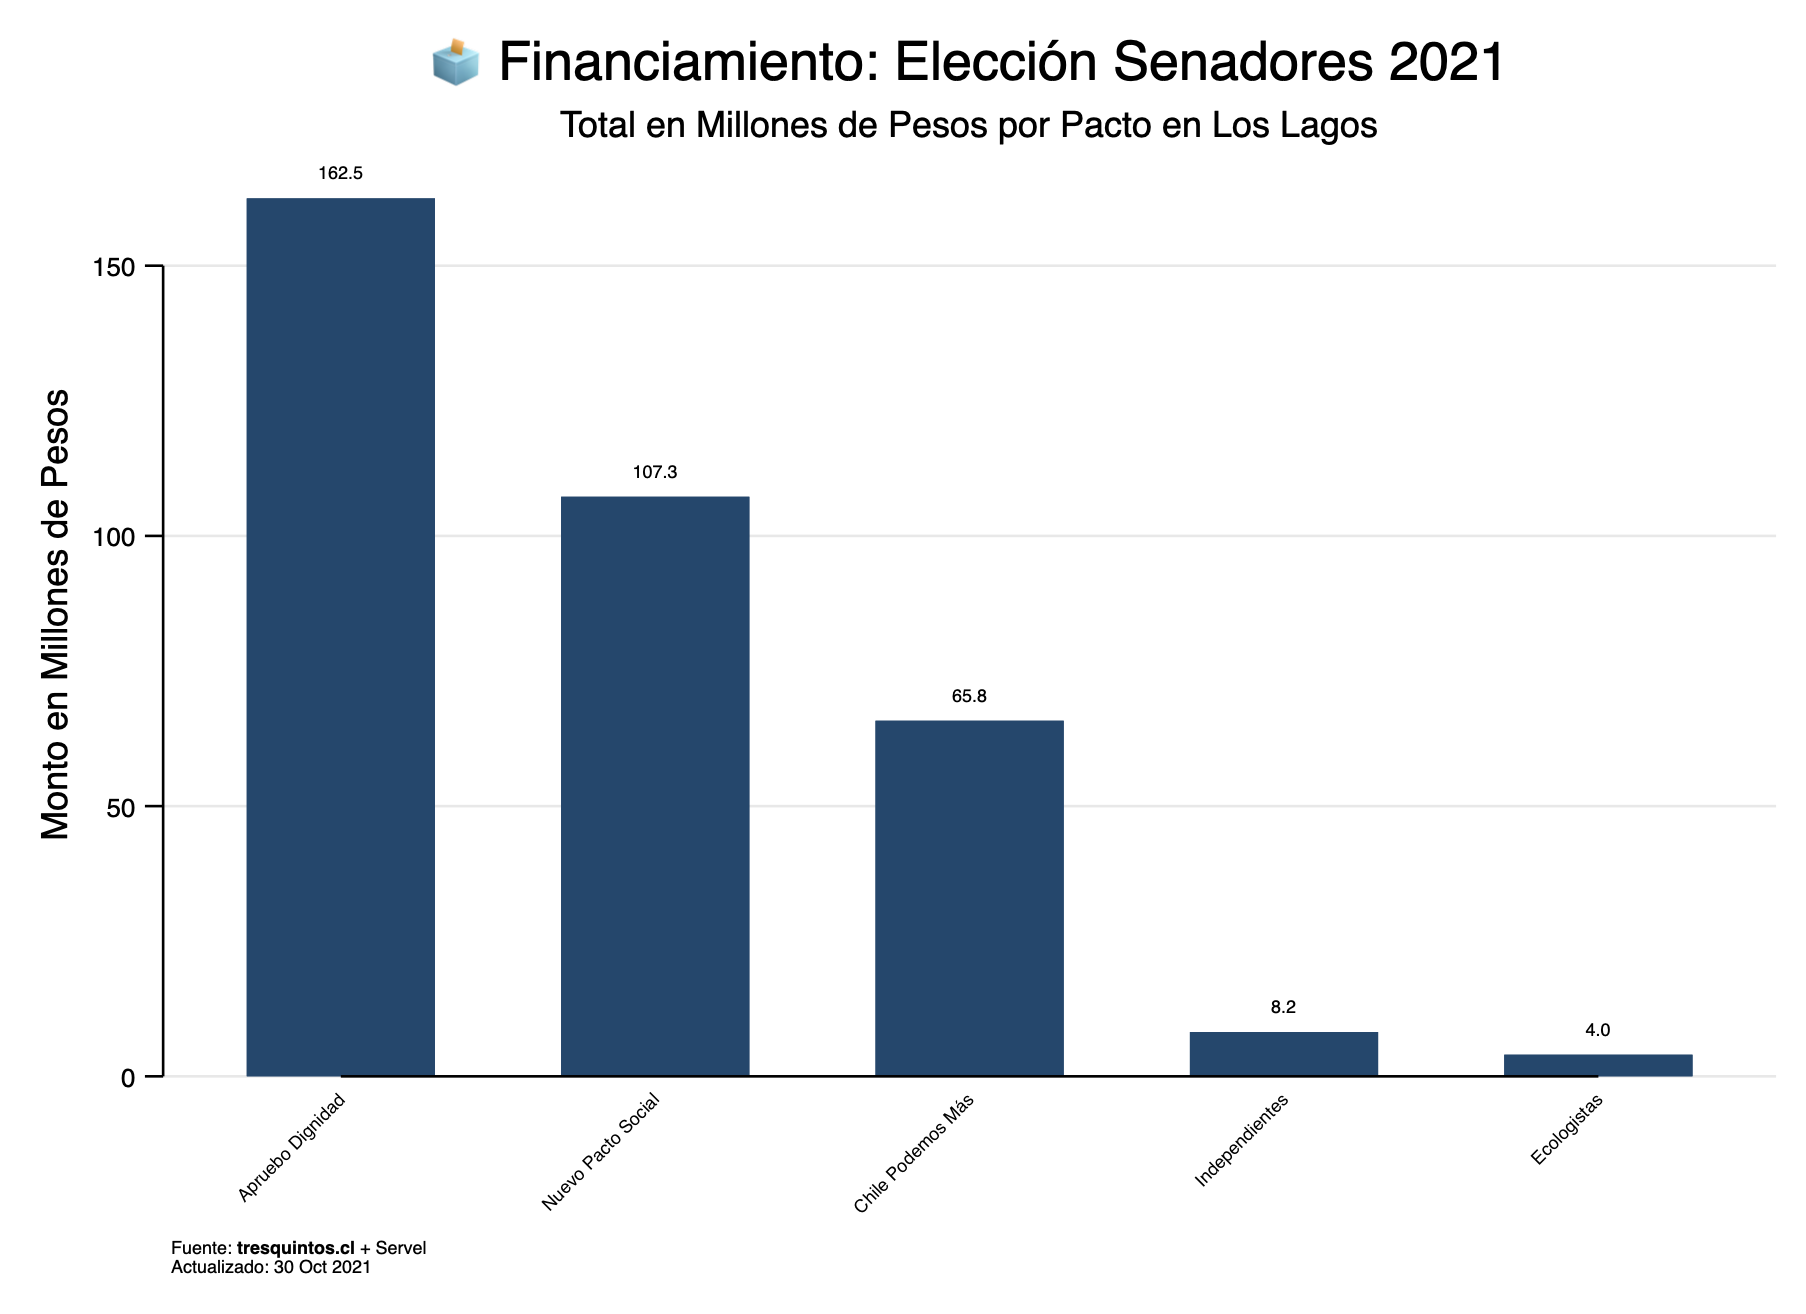 Financiamiento: Elección Senadores 2021
Total en Millones de Pesos por Pacto en Los Lagos
Monto en Millones de Pesos
150
100
50
0
162.5
107.3
65.8
8.2
4.0
Apruebo Dignidad
Nuevo Pacto Social
Chile Podemos Más
Independientes
Ecologistas
Fuente: tresquintos.cl + Servel
Actualizado: 30 Oct 2021